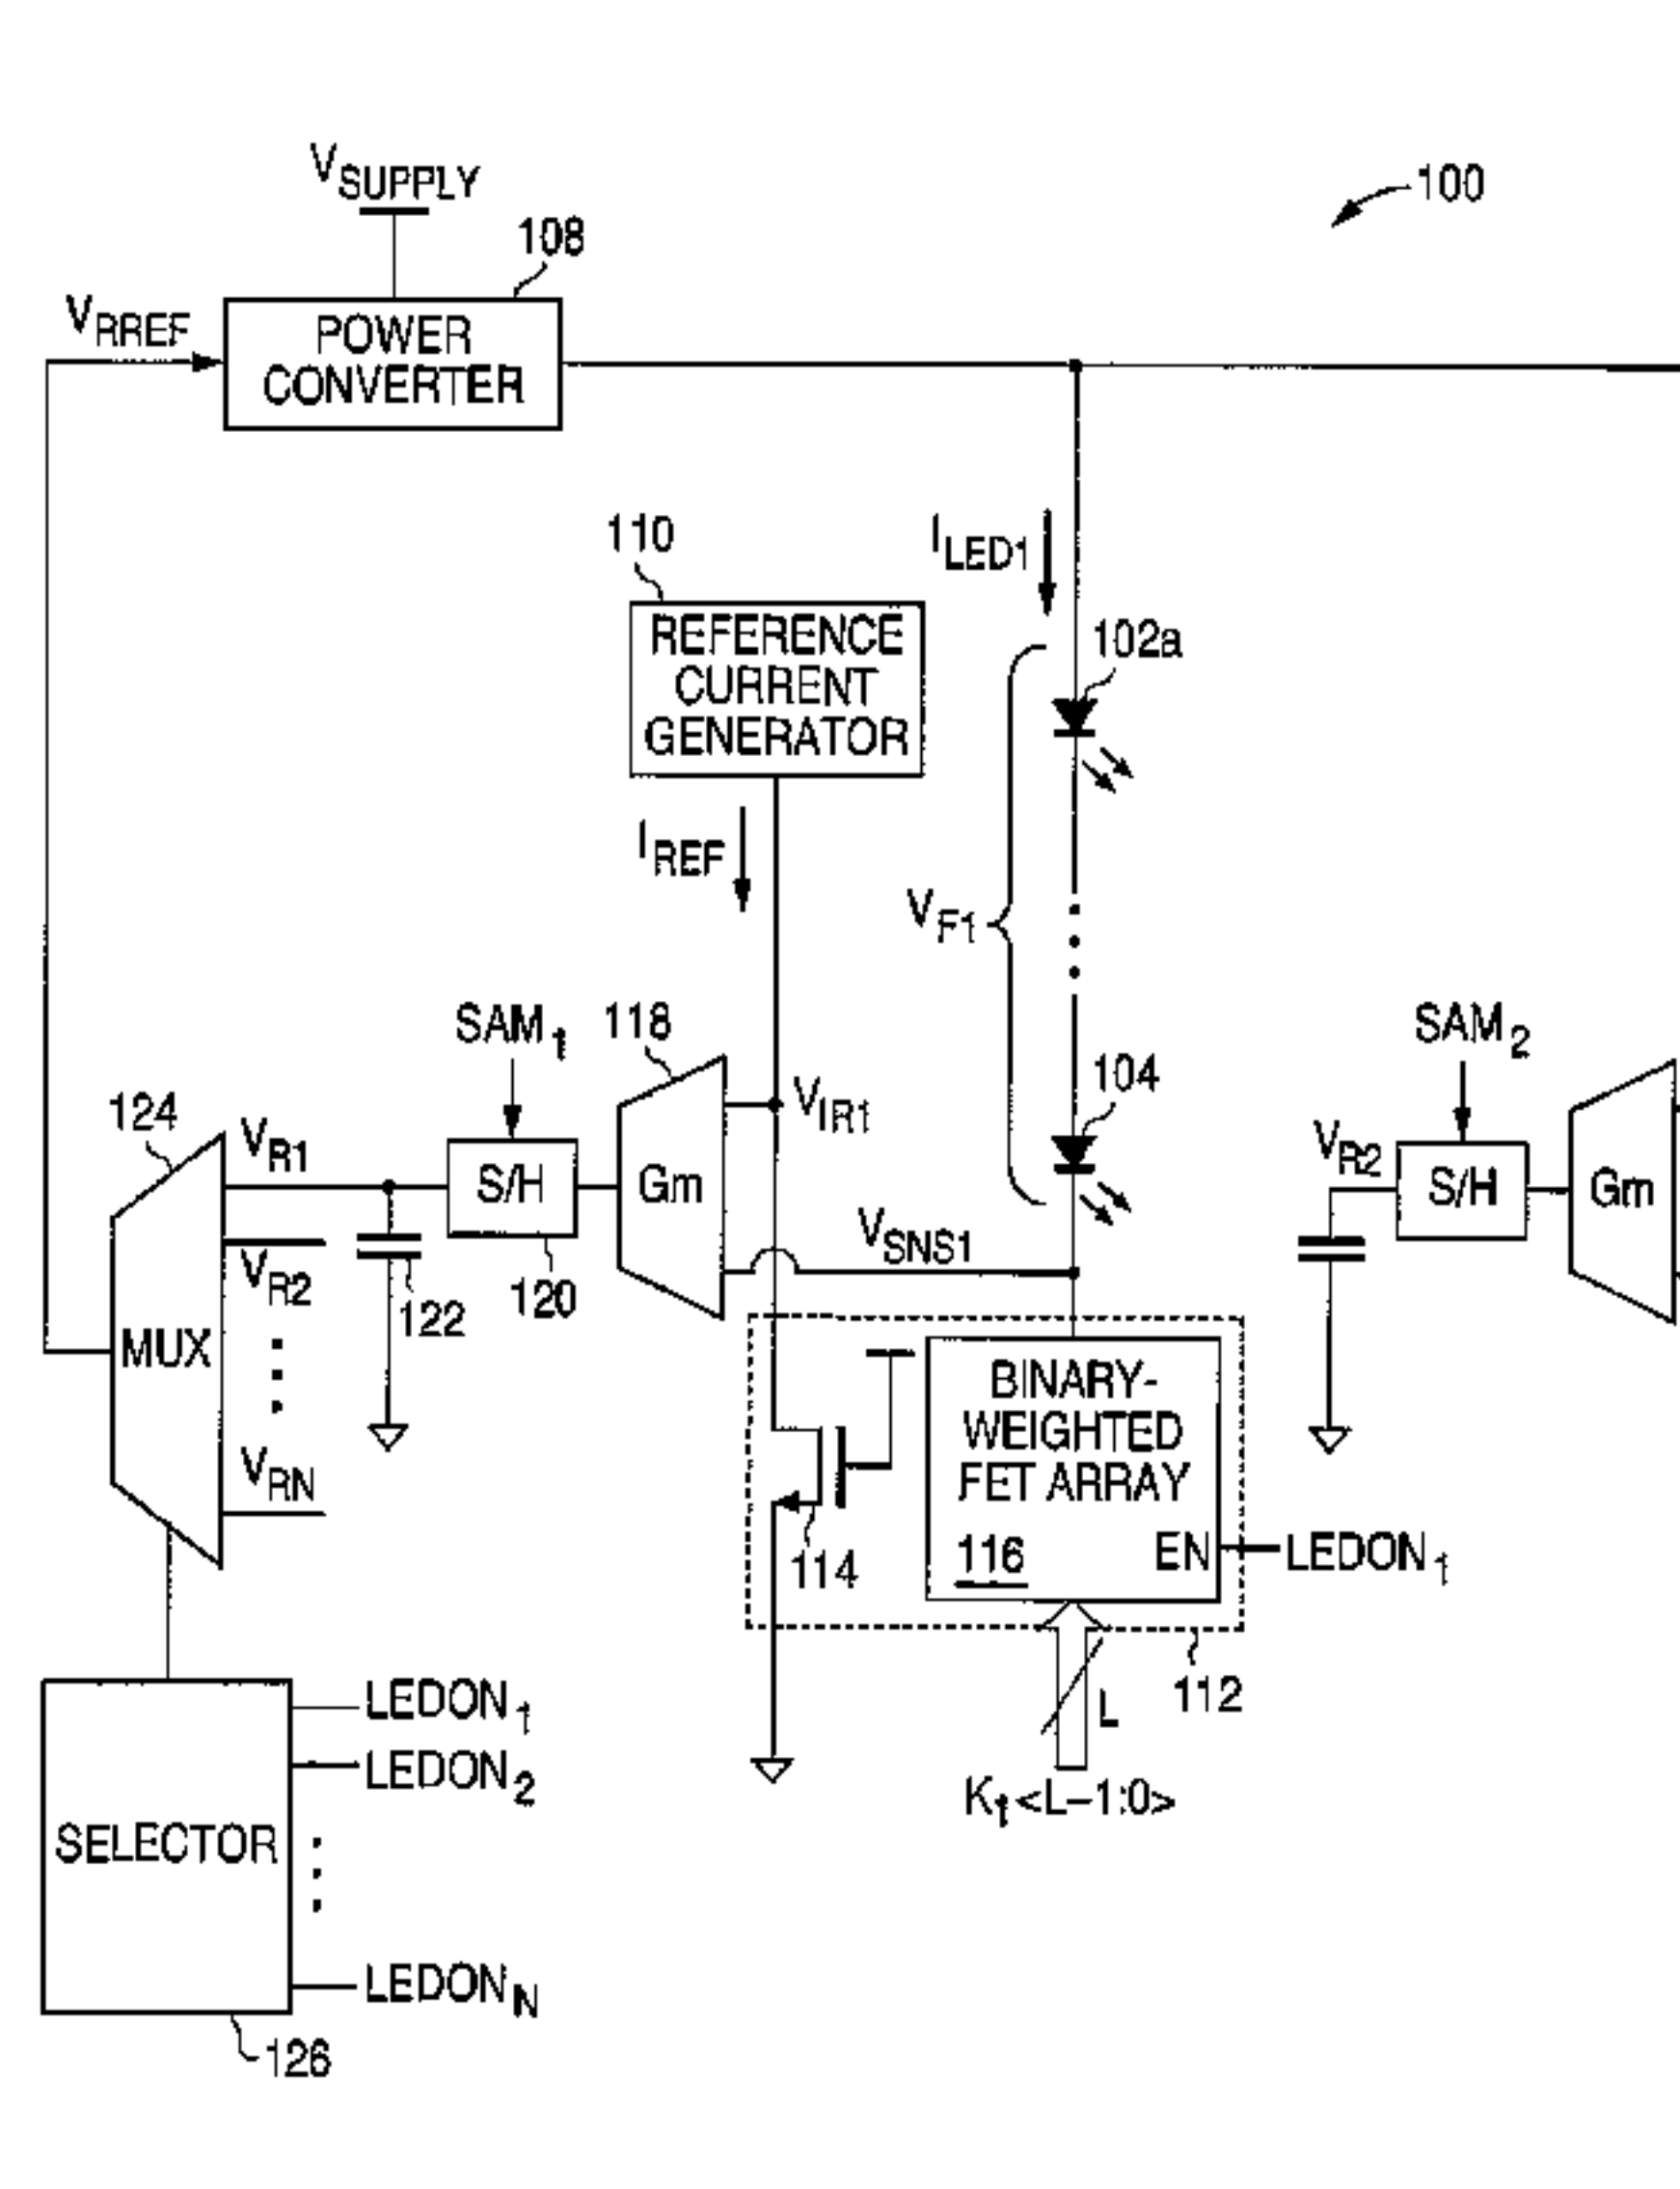 VSUPPLY
100
108
VRREF
POWER
CONVERTER
110
ILED1
REFERENCE
CURRENT
GENERATOR
102a
IREF
VF1
SAM1
118
SAM2
104
124
VIR1
VR1
S/H
Gm
VR2
S/H
Gm
VSNS1
VR2
122
120
MUX
BINARY-
WEIGHTED
FET ARRAY
VRN
114
116
EN
LEDON1
112
L
K1<L-1:0>
LEDON1
LEDON2
SELECTOR
LEDONN
126